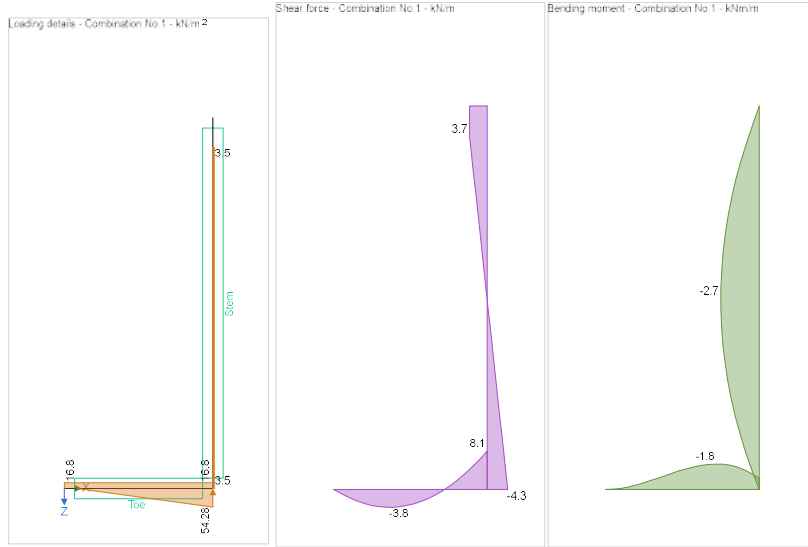 Loading details - Combination No.1 - kN/m²
3.5
Stem
16.8
16.8
3.5
X
Toe
Z
54.28
Shear force - Combination No.1 - kN/m
3.7
8.1
-4.3
-3.8
Bending moment - Combination No.1 - kNm/m
-2.7
-1.8